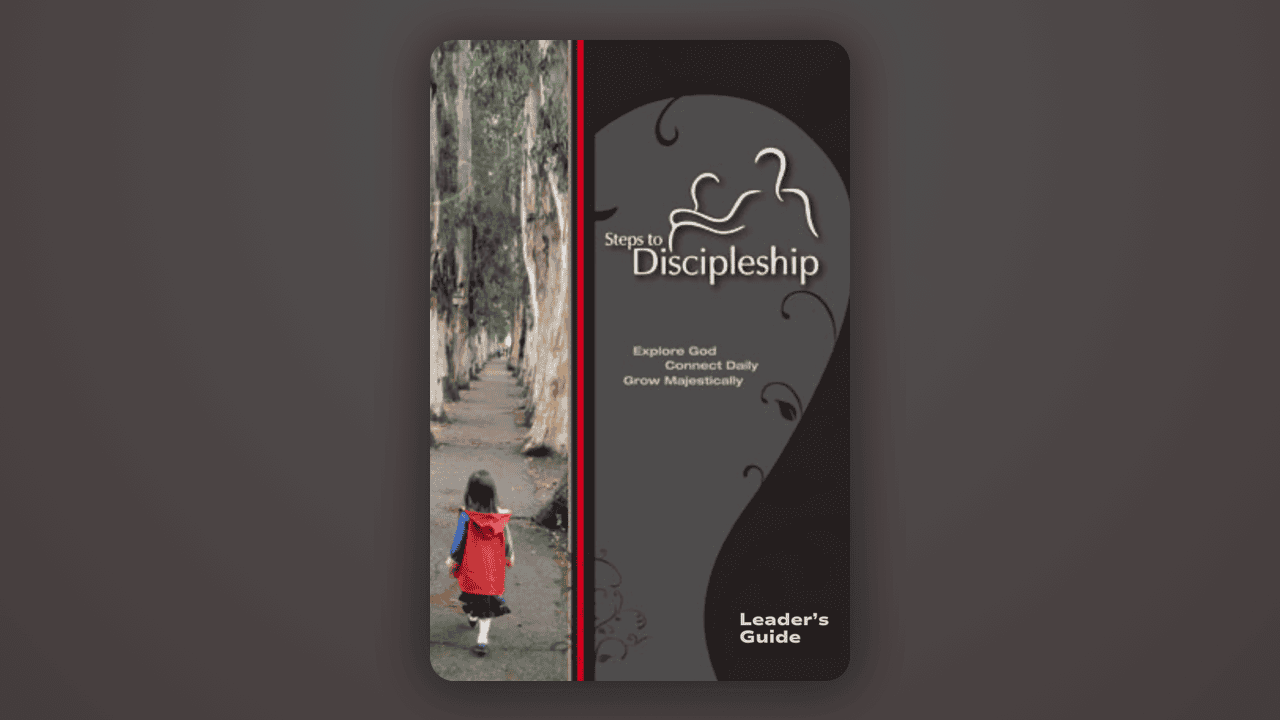 Steps to
Discipleship
Explore God
Connect Daily
Grow Majestically
Leader’s
Guide